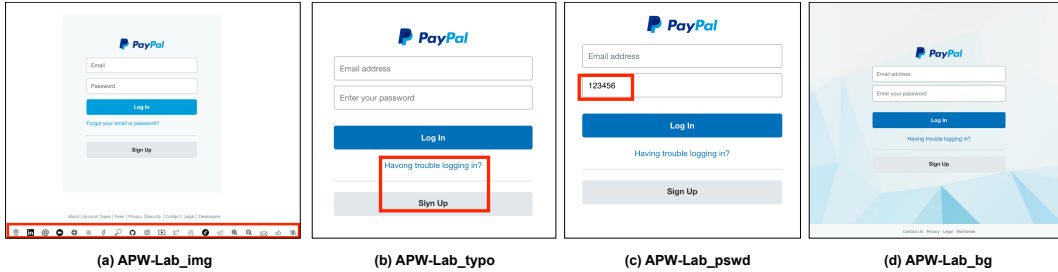 PayPal
Email
Password
Log In
Forgot your email or password?
Sign Up
About | Account Types | Fees | Privacy | Security | Contact | Legal | Developers
(a) APW-Lab_img
PayPal
Email address
Enter your password
Log In
Havong trouble logging in?
Siyn Up
(b) APW-Lab_typo
PayPal
Email address
123456
Log In
Having trouble logging in?
Sign Up
(c) APW-Lab_pswd
PayPal
Email address
Enter your password
Log In
Having trouble logging in?
Sign Up
Contact Us Privacy Legal Worldwide
(d) APW-Lab_bg